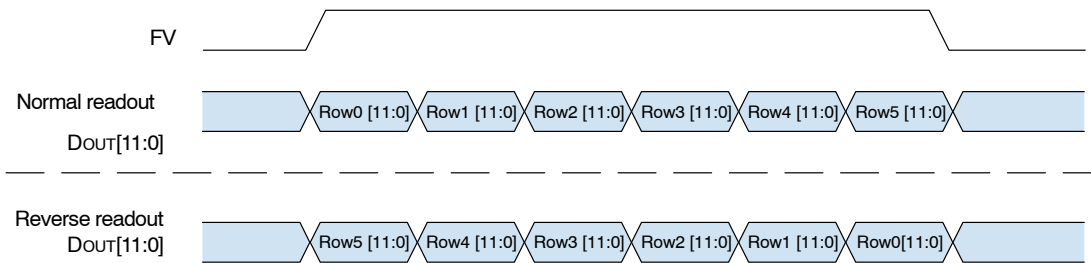 FV
Normal readout
DOUT[11:0]
Row0 [11:0] Row1 [11:0] Row2 [11:0] Row3 [11:0] Row4 [11:0] Row5 [11:0]
Reverse readout
DOUT[11:0]
Row5 [11:0] Row4 [11:0] Row3 [11:0] Row2 [11:0] Row1 [11:0] Row0[11:0]